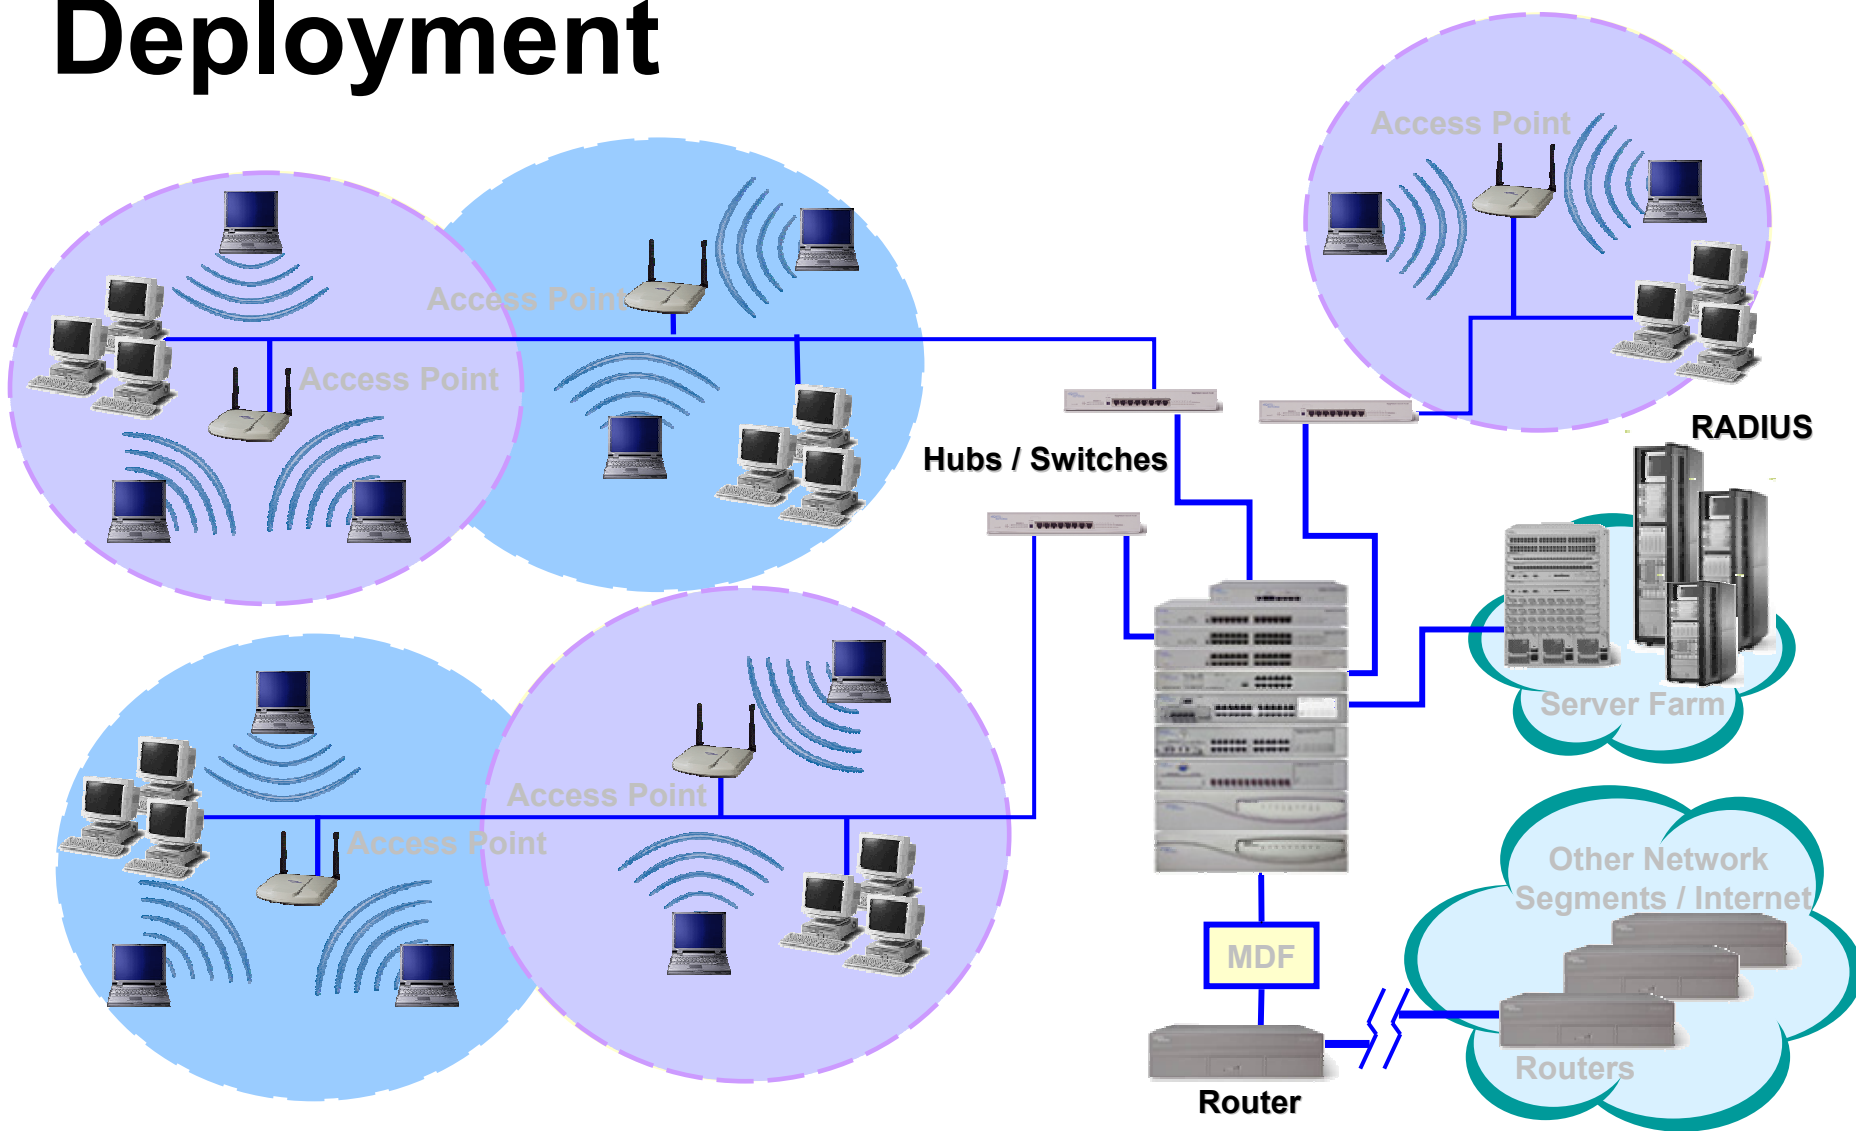 Deployment
Access Point
Access Point
Access Point
RADIUS
Hubs / Switches
Server Farm
Access Point
Access Point
Other Network
Segments / Internet
MDF
Routers
Router